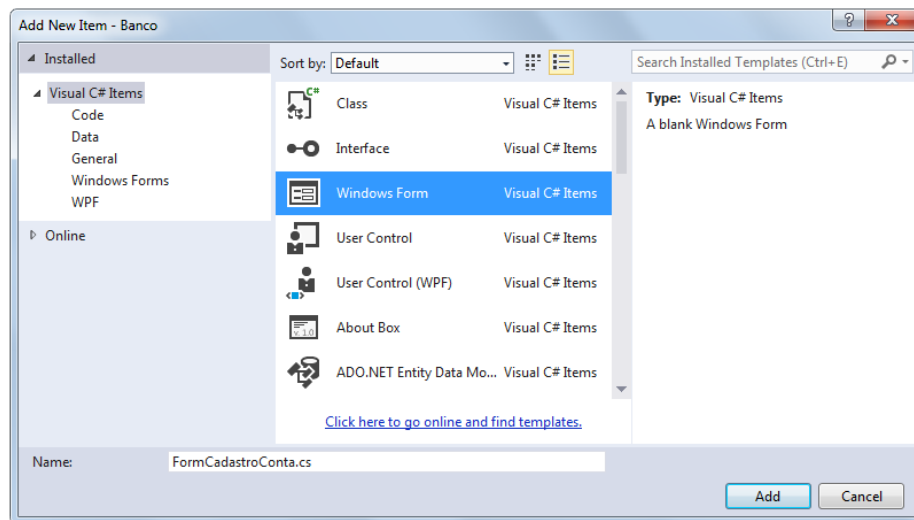 Add New Item - Banco
Installed
Sort by: Default
Search Installed Templates (Ctrl+E)
Visual C# Items
Code
Data
General
Windows Forms
WPF
Online
C#
Class Visual C# Items
Interface Visual C# Items
Windows Form Visual C# Items
User Control Visual C# Items
User Control (WPF) Visual C# Items
v. 1.0
About Box Visual C# Items
ADO.NET Entity Data Mo... Visual C# Items
Click here to go online and find templates.
Type: Visual C# Items
A blank Windows Form
Name: FormCadastroConta.cs
Add Cancel